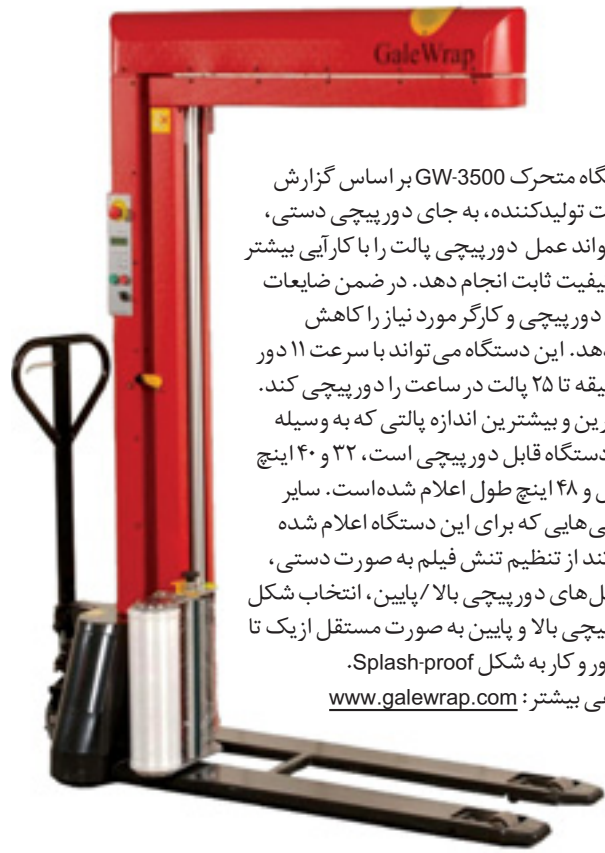 GaleWrap
گاه متحرک GW-3500 بر اساس گزارش
ت تولیدکننده، به جای دورپیچی دستی،
واند عمل دورپیچی پالت را با کارآیی بیشتر
یفیت ثابت انجام دهد. در ضمن ضایعات
دورپیچی و کارگر مورد نیاز را کاهش
دهد. این دستگاه می‌تواند با سرعت ۱۱ دور
یقه تا ۲۵ پالت در ساعت را دورپیچی کند.
رین و بیشترین اندازه پالتی که به وسیله
دستگاه قابل دورپیچی است، ۳۲ و ۴۰ اینچ
و ۴۸ اینچ طول اعلام شده‌است. سایر
ی‌هایی که برای این دستگاه اعلام شده
ند از تنظیم تنش فیلم به صورت دستی،
ل‌های دورپیچی بالا/پایین، انتخاب شکل
یچی بالا و پایین به صورت مستقل از یک تا
ور و کار به شکل Splash-proof.
هی بیشتر: www.galewrap.com